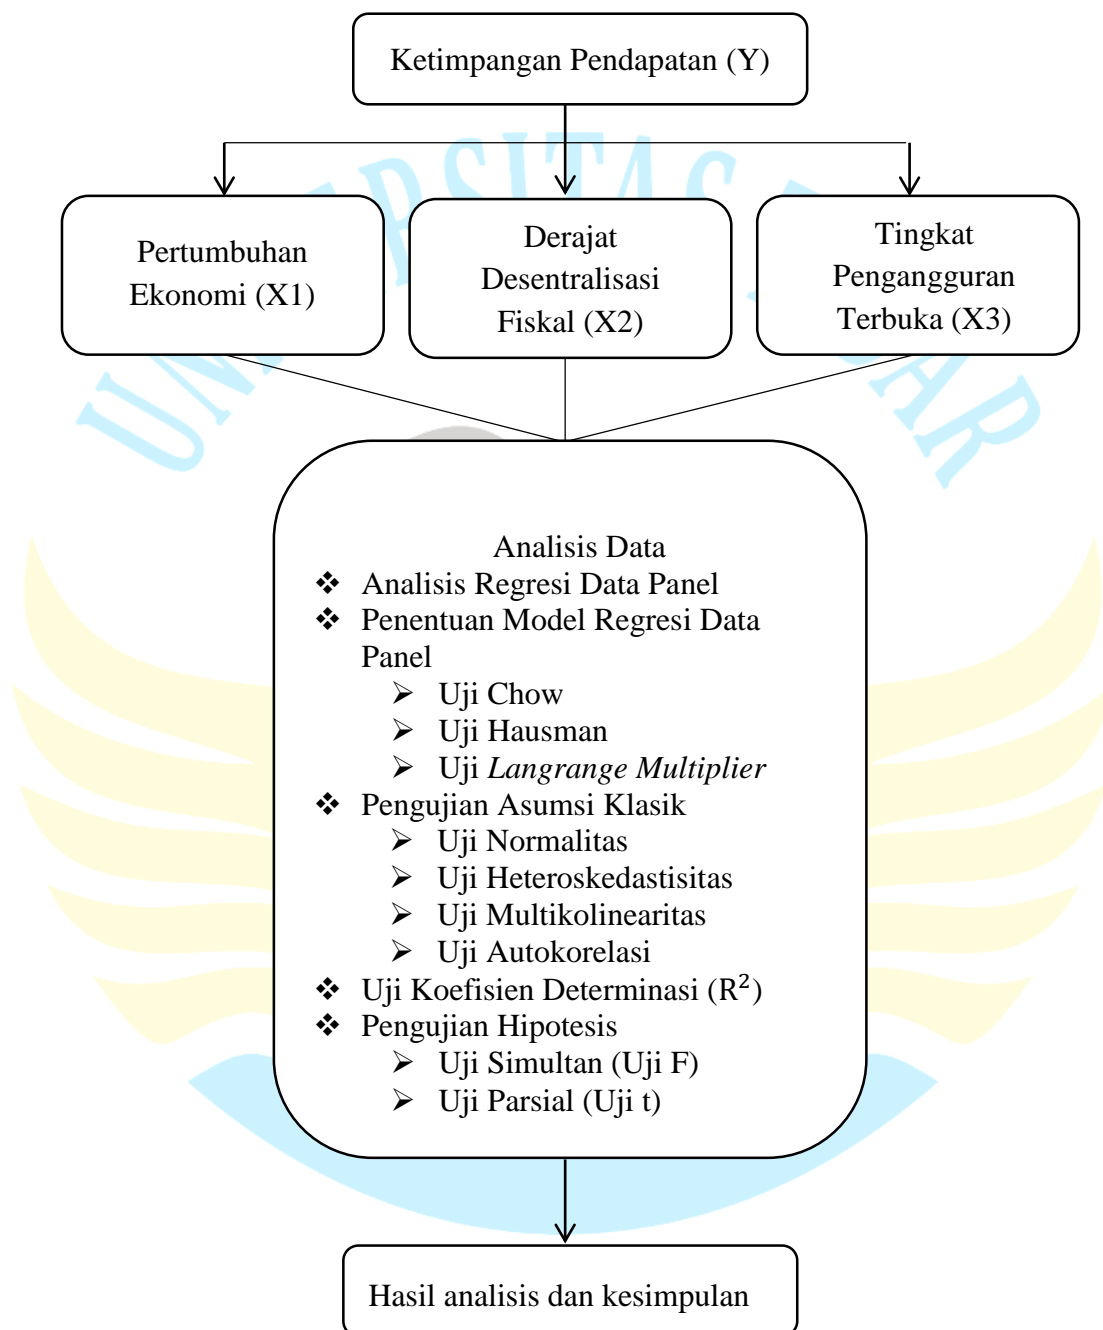 Ketimpangan Pendapatan (Y)
Pertumbuhan
Ekonomi (X1)
Derajat
Desentralisasi
Fiskal (X2)
Tingkat
Pengangguran
Terbuka (X3)
Analisis Data
❖ Analisis Regresi Data Panel
❖ Penentuan Model Regresi Data
Panel
➢ Uji Chow
➢ Uji Hausman
➢ Uji Langrange Multiplier
❖ Pengujian Asumsi Klasik
➢ Uji Normalitas
➢ Uji Heteroskedastisitas
➢ Uji Multikolinearitas
➢ Uji Autokorelasi
❖ Uji Koefisien Determinasi (R²)
❖ Pengujian Hipotesis
➢ Uji Simultan (Uji F)
➢ Uji Parsial (Uji t)
Hasil analisis dan kesimpulan